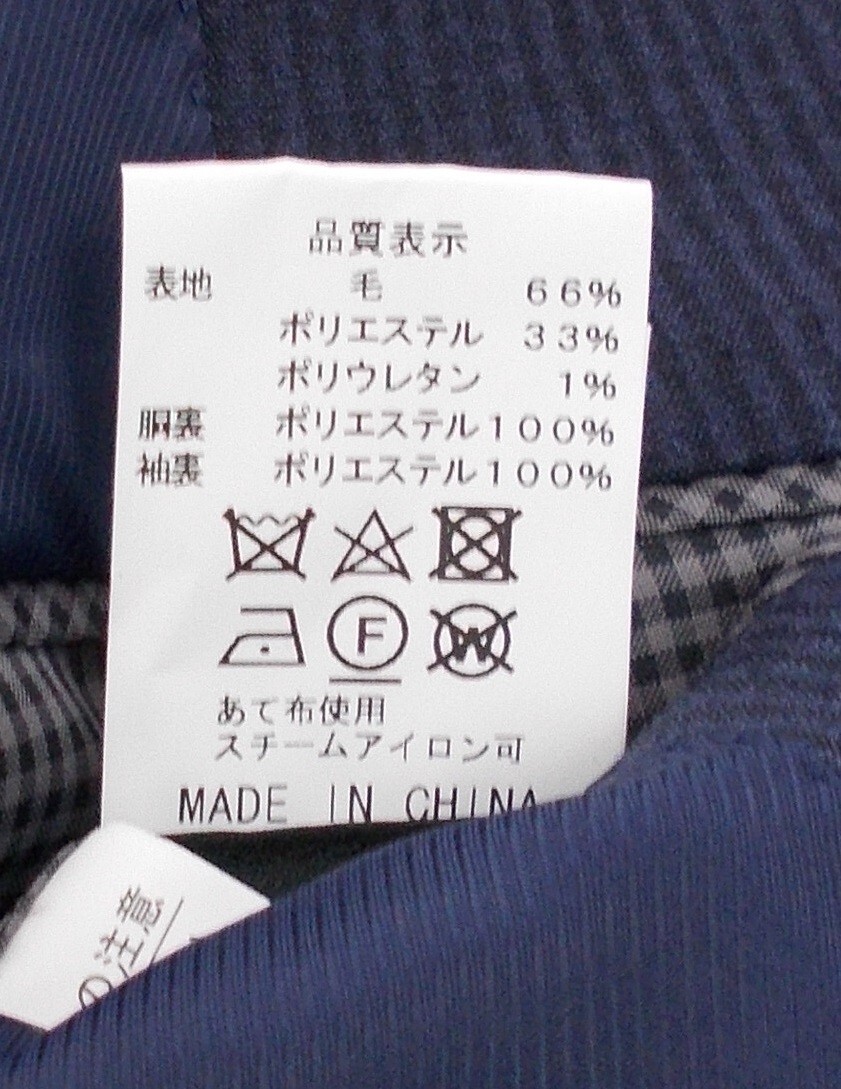 品質表示
表地 毛 66%
ポリエステル 33%
ポリウレタン 1%
胴裏 ポリエステル100%
袖裏 ポリエステル100%
F W
あて布使用
スチームアイロン可
MADE IN CHINA
の注意